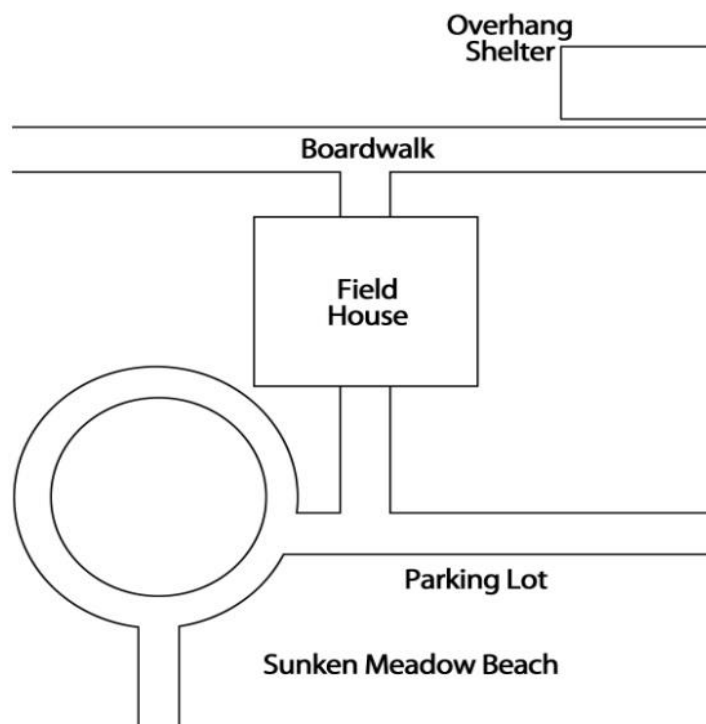 Overhang
Shelter
Boardwalk
Field
House
Parking Lot
Sunken Meadow Beach